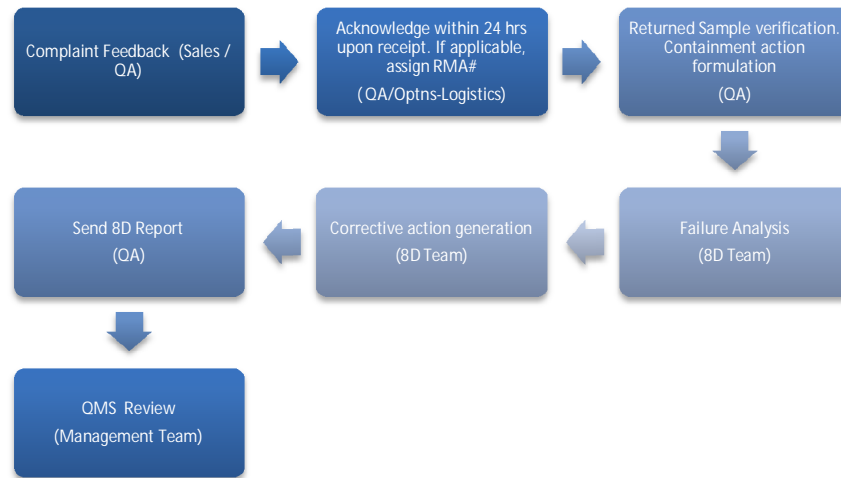 Complaint Feedback (Sales /
QA)
Acknowledge within 24 hrs
upon receipt. If applicable,
assign RMA#
( QA/Optns-Logistics)
Returned Sample verification.
Containment action
formulation
(QA)
Failure Analysis
(8D Team)
Corrective action generation
(8D Team)
Send 8D Report
(QA)
QMS Review
(Management Team)